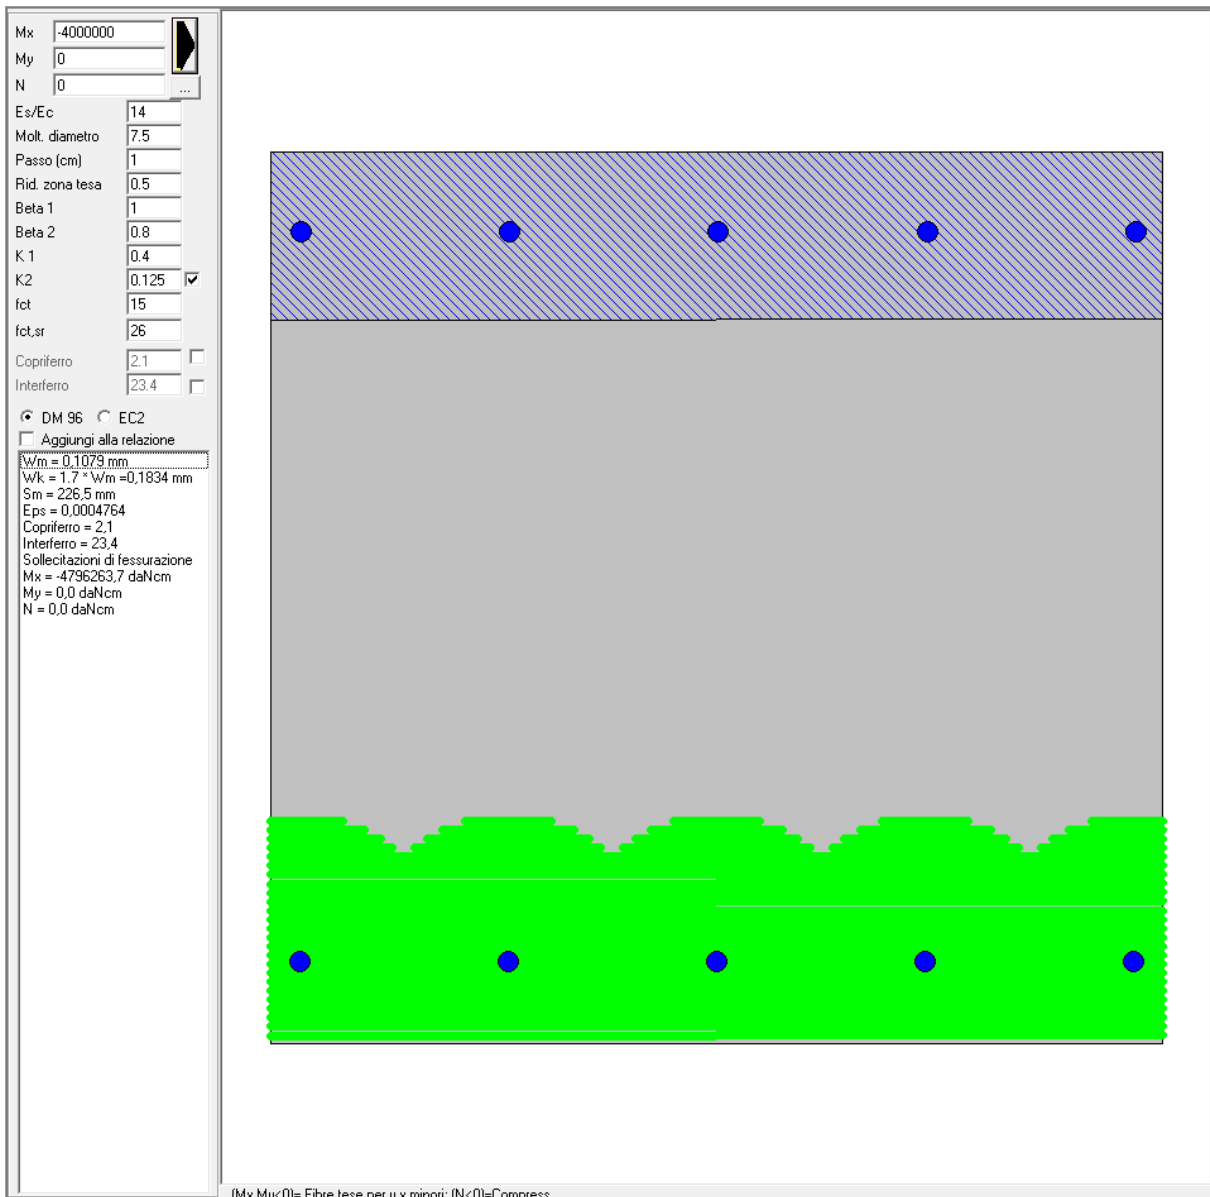 Mx -4000000
My 0
N 0 ...
Es/Ec 14
Molt. diametro 7.5
Passo (cm) 1
Rid. zona tesa 0.5
Beta 1 1
Beta 2 0.8
K 1 0.4
K2 0.125
fct 15
fct,sr 26
Copriferro 2.1
Interferro 23.4
DM 96 EC2
Aggiungi alla relazione
Wm = 0,1079 mm
Wk = 1.7 * Wm =0,1834 mm
Sm = 226,5 mm
Eps = 0,0004764
Copriferro = 2,1
Interferro = 23,4
Sollecitazioni di fessurazione
Mx = -4796263,7 daNcm
My = 0,0 daNcm
N = 0,0 daNcm
(Mx,My<0)= Fibre tese per y,x minori; (N<0)=Compress.